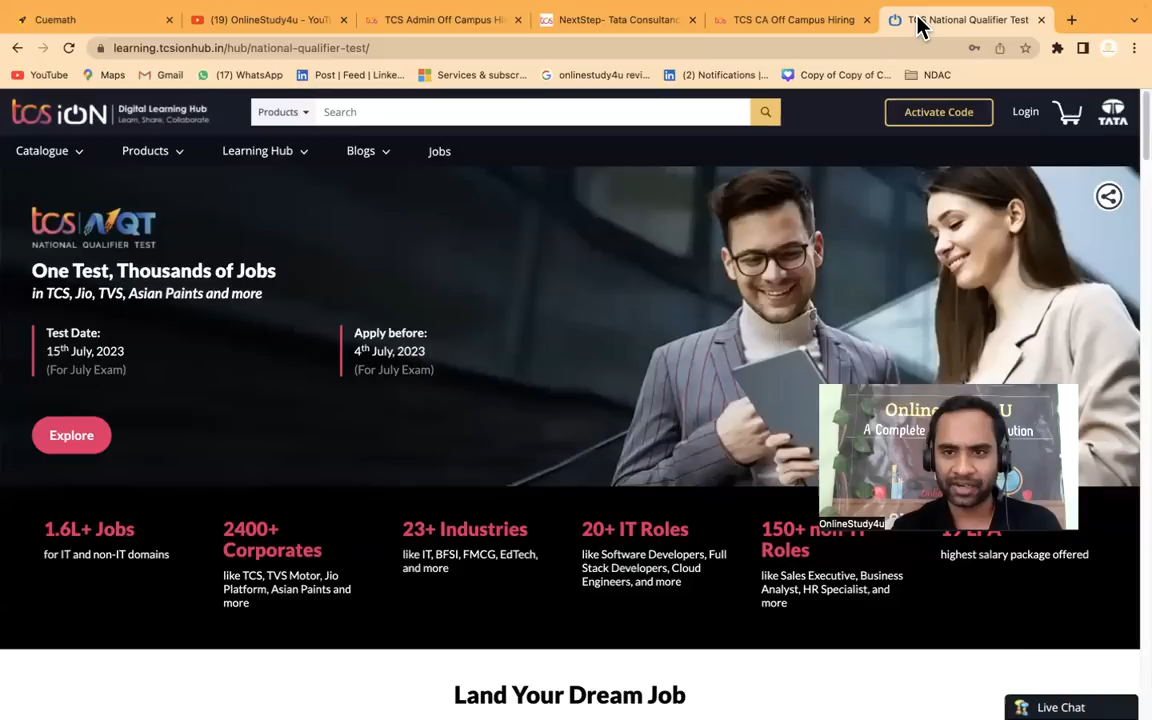 Cuemath
(19) OnlineStudy4u - YouT
TCS Admin Off Campus Hi
NextStep- Tata Consultanc
TCS CA Off Campus Hiring
TCS National Qualifier Test
learning.tcsionhub.in/hub/national-qualifier-test/
YouTube
Maps
Gmail
(17) WhatsApp
Post | Feed | Linke...
Services & subscr...
onlinestudy4u revi...
(2) Notifications |...
Copy of Copy of C...
NDAC
tcs iON
Digital Learning Hub
Learn, Share, Collaborate
Products
Search
Activate Code
Login
TATA
Catalogue
Products
Learning Hub
Blogs
Jobs
tcs NQT
NATIONAL QUALIFIER TEST
One Test, Thousands of Jobs
in TCS, Jio, TVS, Asian Paints and more
Test Date:
15th July, 2023
(For July Exam)
Apply before:
4th July, 2023
(For July Exam)
Explore
Onlin U
A Complete ution
OnlineStudy4u
1.6L+ Jobs
for IT and non-IT domains
2400+
Corporates
like TCS, TVS Motor, Jio
Platform, Asian Paints and
more
23+ Industries
like IT, BFSI, FMCG, EdTech,
and more
20+ IT Roles
like Software Developers, Full
Stack Developers, Cloud
Engineers, and more
150+ non-IT
Roles
like Sales Executive, Business
Analyst, HR Specialist, and
more
highest salary package offered
Land Your Dream Job
Live Chat